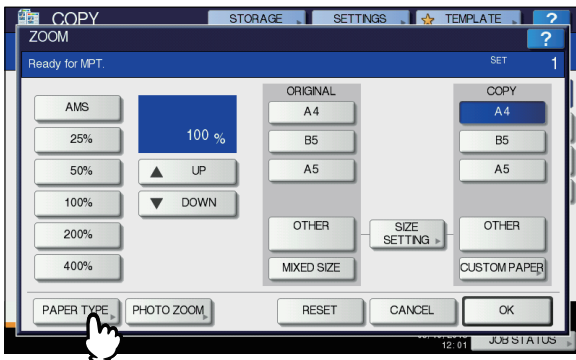 COPY
STORAGE
SETTINGS
TEMPLATE
?
ZOOM
?
Ready for MPT.
SET
1
ORIGINAL
COPY
AMS
100 %
A4
A4
25%
B5
B5
50%
UP
A5
A5
100%
DOWN
200%
OTHER
SIZE
SETTING
OTHER
400%
MIXED SIZE
CUSTOM PAPER
PAPER TYPE
PHOTO ZOOM
RESET
CANCEL
OK
12:01
JOB STATUS